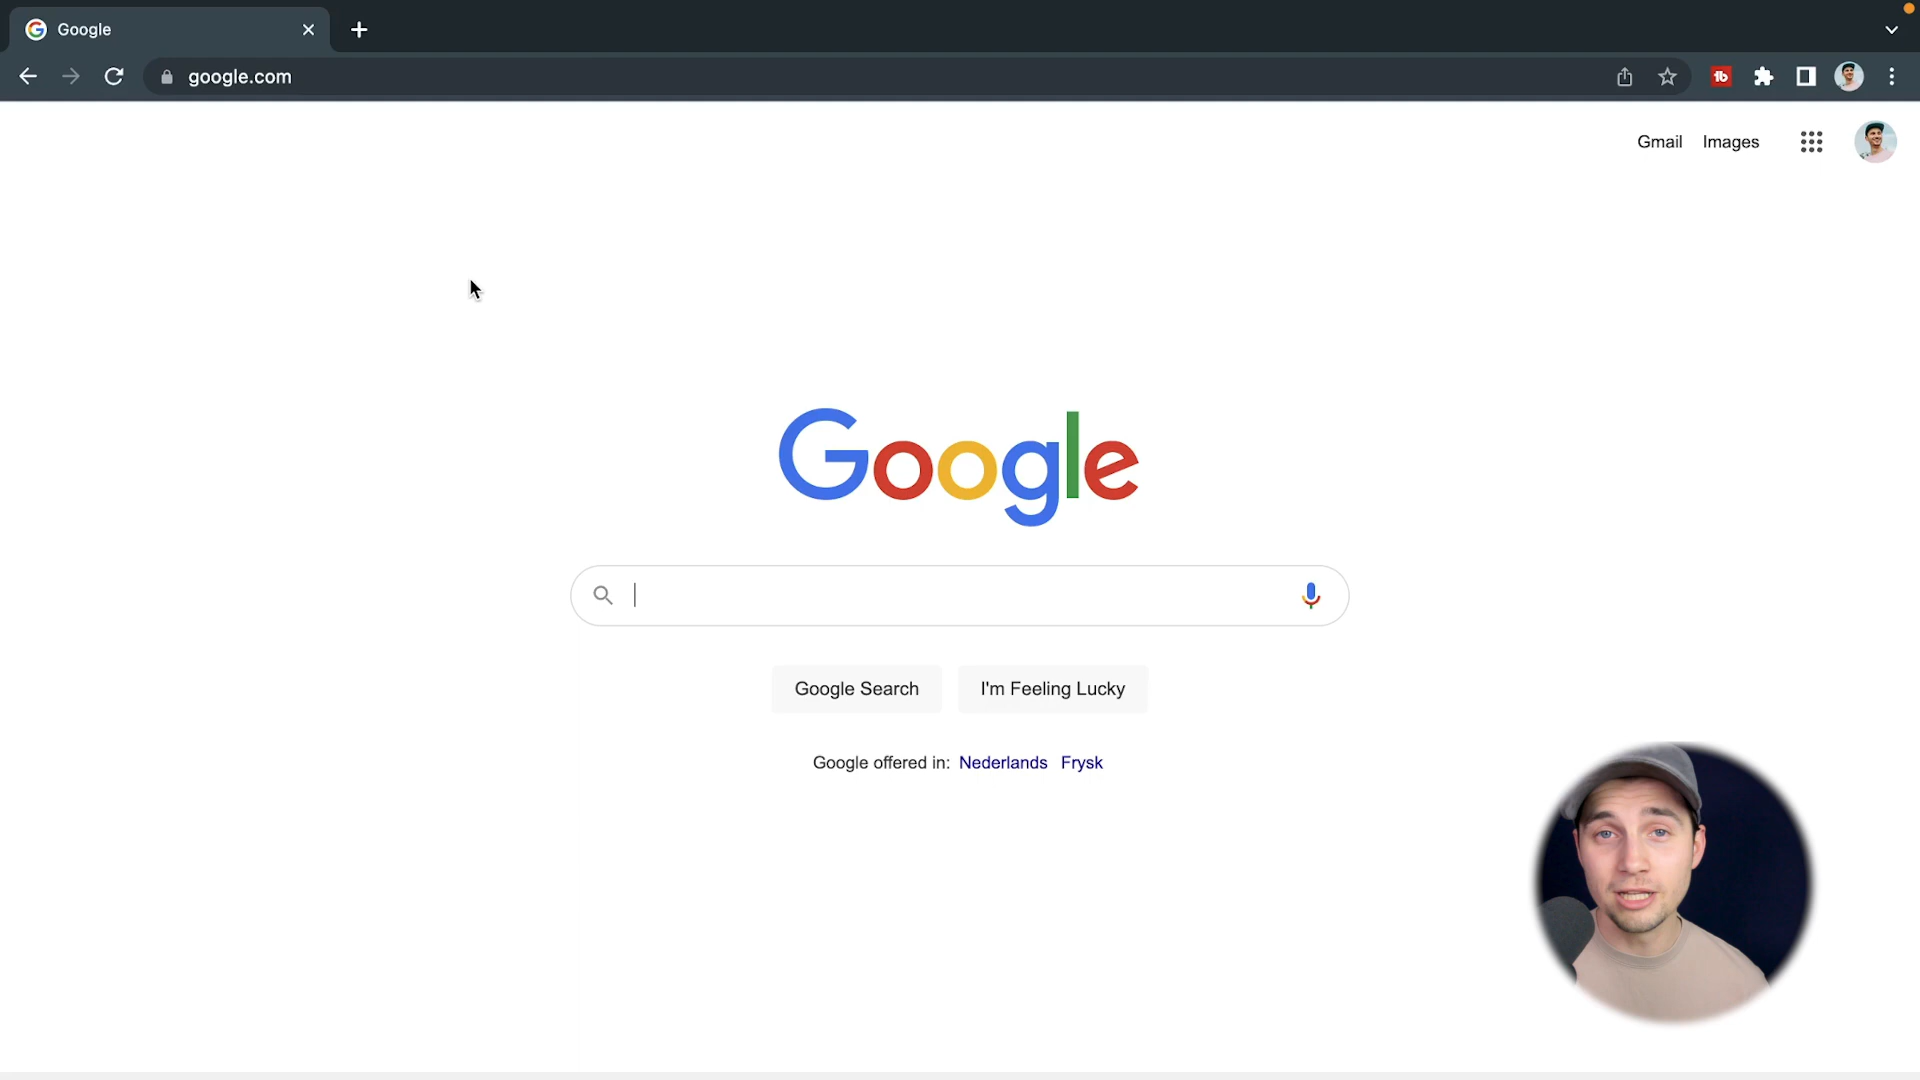 Google
google.com
Gmail Images
Google
Google Search I'm Feeling Lucky
Google offered in: Nederlands Frysk